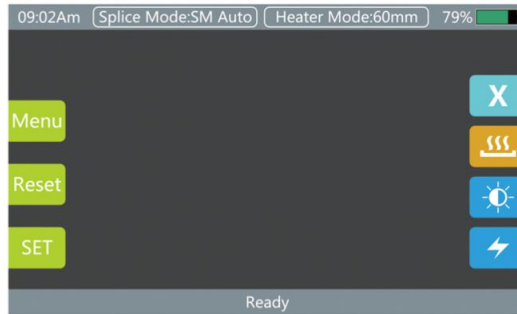 09:02Am Splice Mode:SM Auto Heater Mode:60mm 79%
X
Menu
Reset
SET
Ready